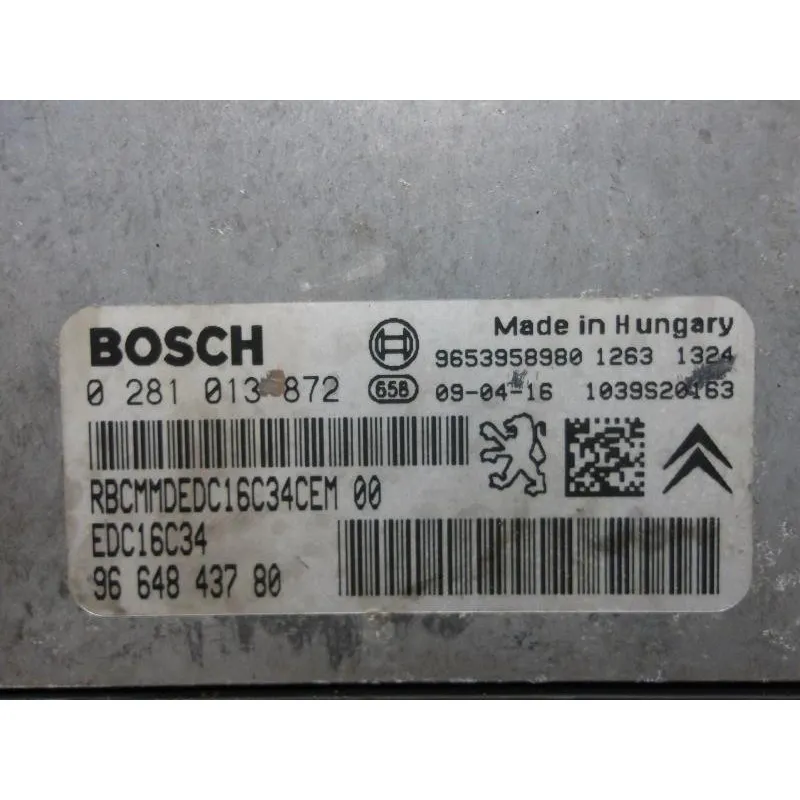 BOSCH
Made in Hungary
9653958980 1263 1324
0 281 013 872
65B
09-04-16 1039S20163
RBCMMDEDC16C34CEM 00
EDC16C34
96 648 437 80